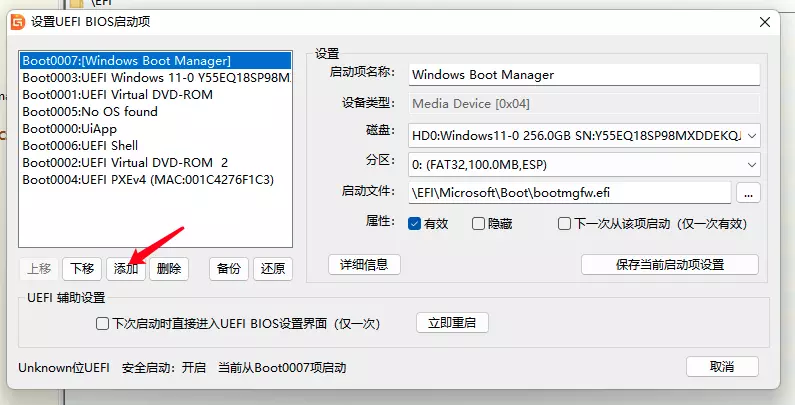 \EFI
设置UEFI BIOS启动项
Boot0007:[Windows Boot Manager]
Boot0003:UEFI Windows 11-0 Y55EQ18SP98M
Boot0001:UEFI Virtual DVD-ROM
Boot0005:No OS found
Boot0000:UiApp
Boot0006:UEFI Shell
Boot0002:UEFI Virtual DVD-ROM 2
Boot0004:UEFI PXEv4 (MAC:001C4276F1C3)
上移 下移 添加 删除 备份 还原
设置
启动项名称: Windows Boot Manager
设备类型: Media Device [0x04]
磁盘: HD0:Windows11-0 256.0GB SN:Y55EQ18SP98MXDDEKQ
分区: 0: (FAT32,100.0MB,ESP)
启动文件: \EFI\Microsoft\Boot\bootmgfw.efi ...
属性: 有效 隐藏 下一次从该项启动（仅一次有效）
详细信息 保存当前启动项设置
UEFI 辅助设置
下次启动时直接进入UEFI BIOS设置界面（仅一次） 立即重启
Unknown位UEFI 安全启动：开启 当前从Boot0007项启动 取消